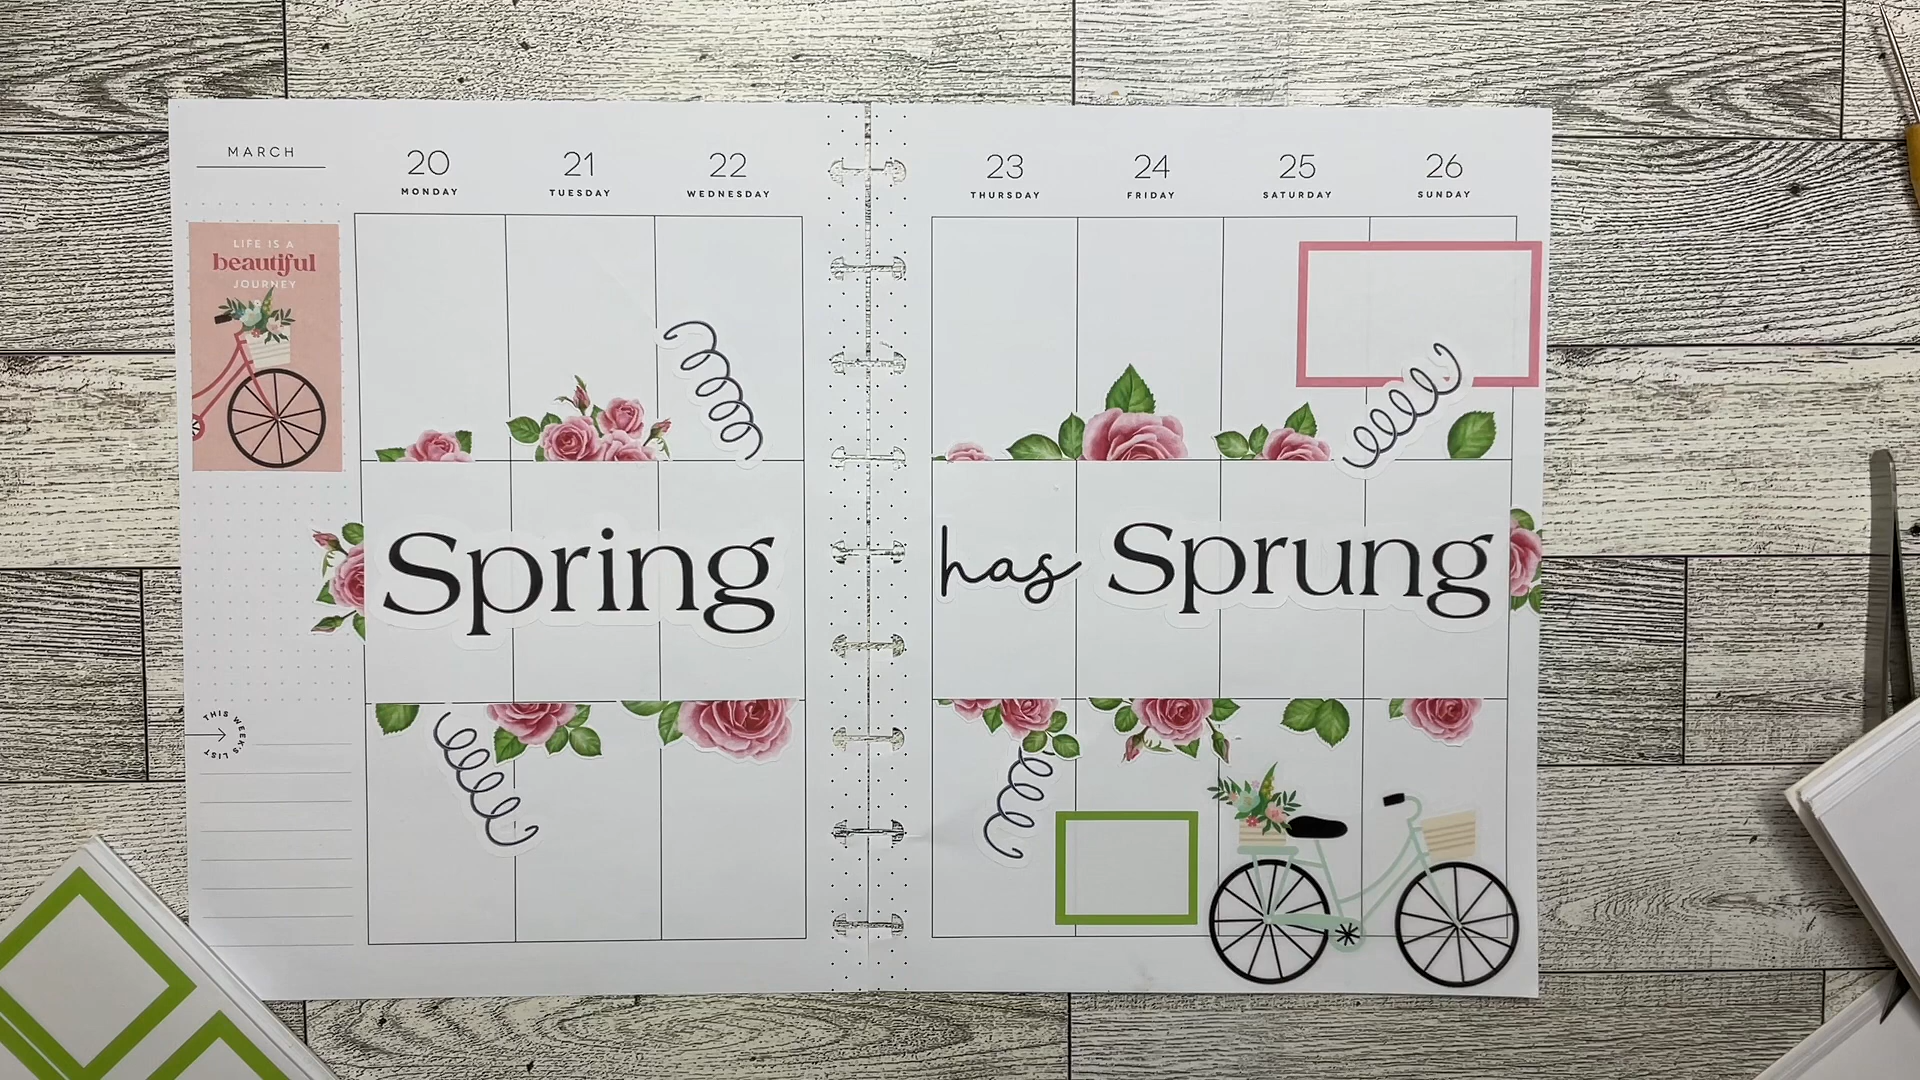 MARCH
20
MONDAY
21
TUESDAY
22
WEDNESDAY
23
THURSDAY
24
FRIDAY
25
SATURDAY
26
SUNDAY
LIFE IS A
beautiful
JOURNEY
Spring has Sprung
THIS WEEK'S LIST